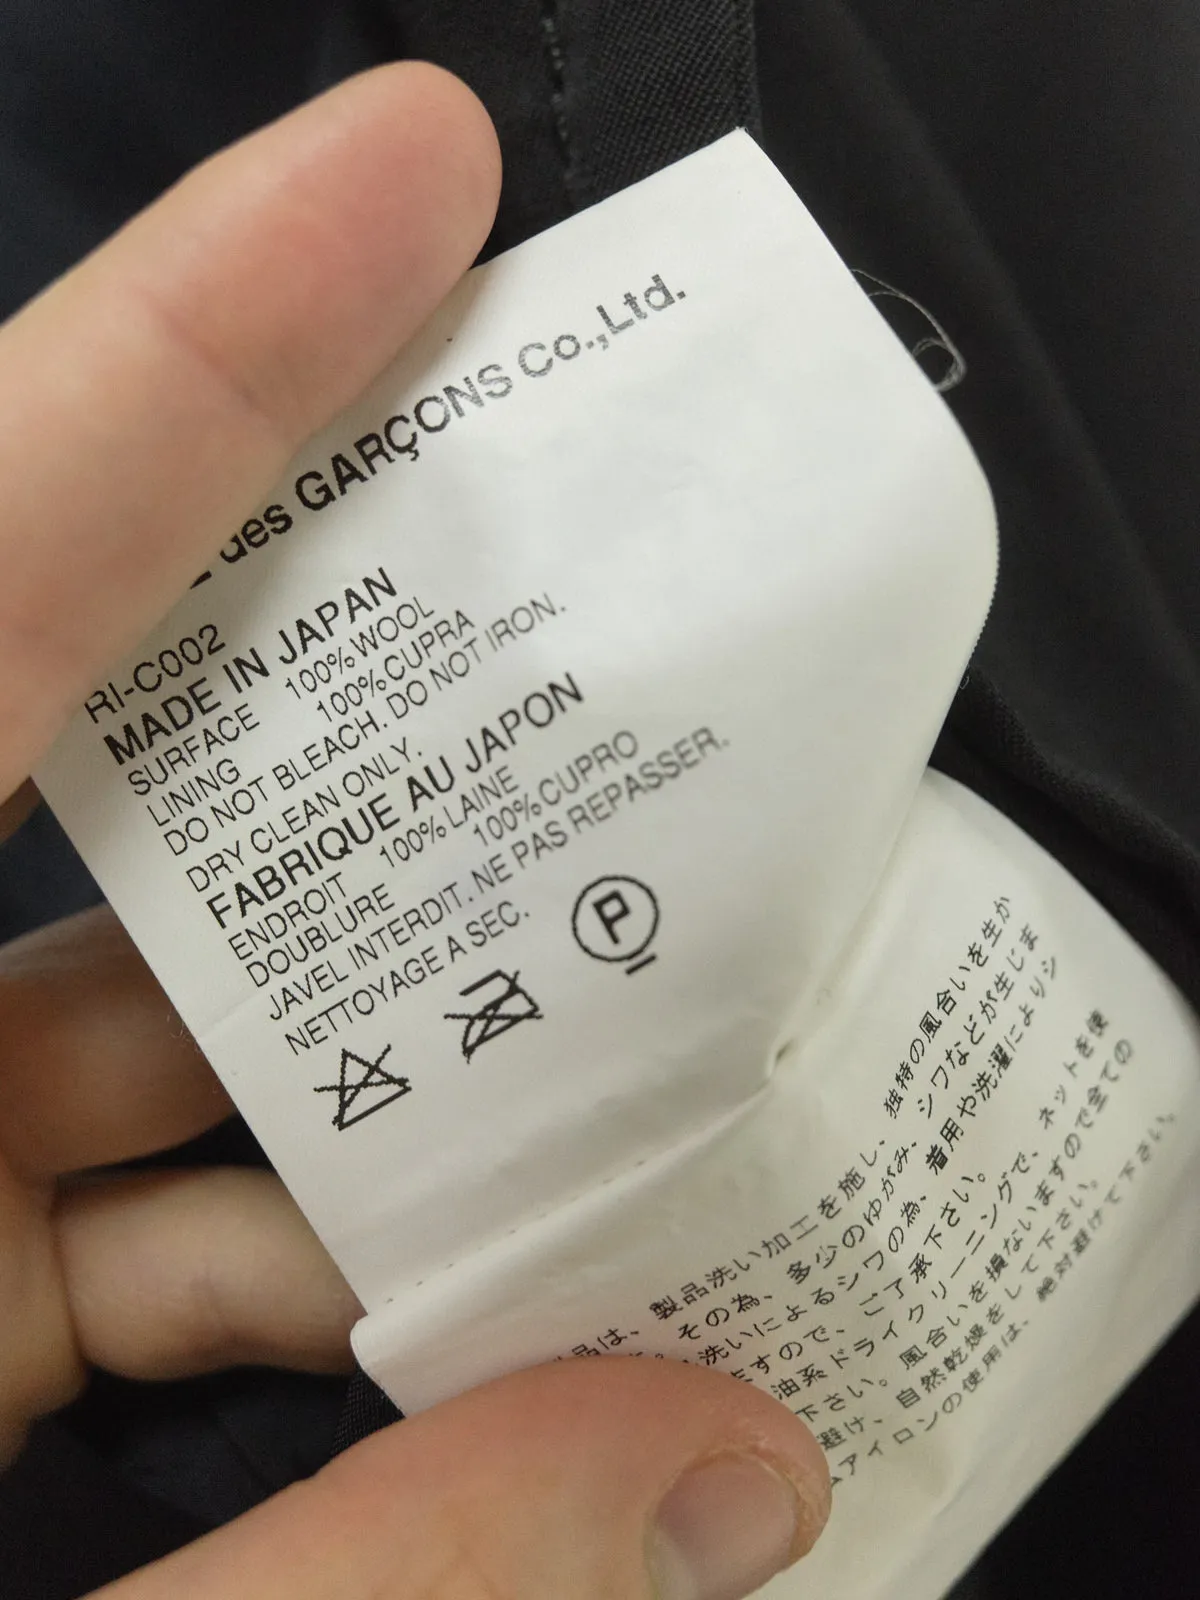 des GARÇONS Co.,Ltd.
RI-C002
MADE IN JAPAN
SURFACE 100% WOOL
LINING 100% CUPRA
DO NOT BLEACH. DO NOT IRON.
DRY CLEAN ONLY.
FABRIQUE AU JAPON
ENDROIT 100% LAINE
DOUBLURE 100% CUPRO
JAVEL INTERDIT. NE PAS REPASSER.
NETTOYAGE A SEC.
P
品は、製品洗い加工を施し、独特の風合いを生か
その為、多少のゆがみ、シワなどが生じま
洗いによるシワの為、着用や洗濯によりシ
ますので、ご了承下さい。
油系ドライクリーニングで、ネットを使
下さい。風合いを損ないますので全ての
避け、自然乾燥をして下さい。
アイロンの使用は、絶対避けて下さい。